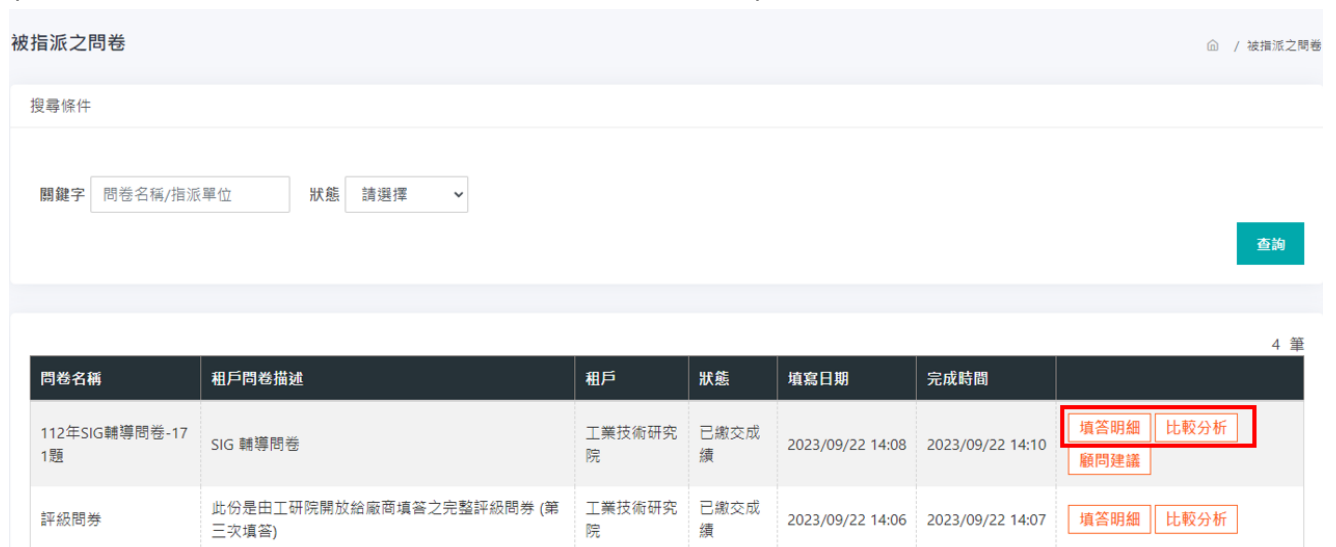 被指派之問卷
/ 被指派之問卷
搜尋條件
關鍵字 問卷名稱/指派單位 狀態 請選擇
查詢
4 筆
問卷名稱 租戶問卷描述 租戶 狀態 填寫日期 完成時間
112年SIG輔導問卷-17
1題
SIG 輔導問卷
工業技術研究
院
已繳交成
績
2023/09/22 14:08 2023/09/22 14:10
填答明細 比較分析
顧問建議
評級問券
此份是由工研院開放給廠商填答之完整評級問券 (第
三次填答)
工業技術研究
院
已繳交成
績
2023/09/22 14:06 2023/09/22 14:07
填答明細 比較分析